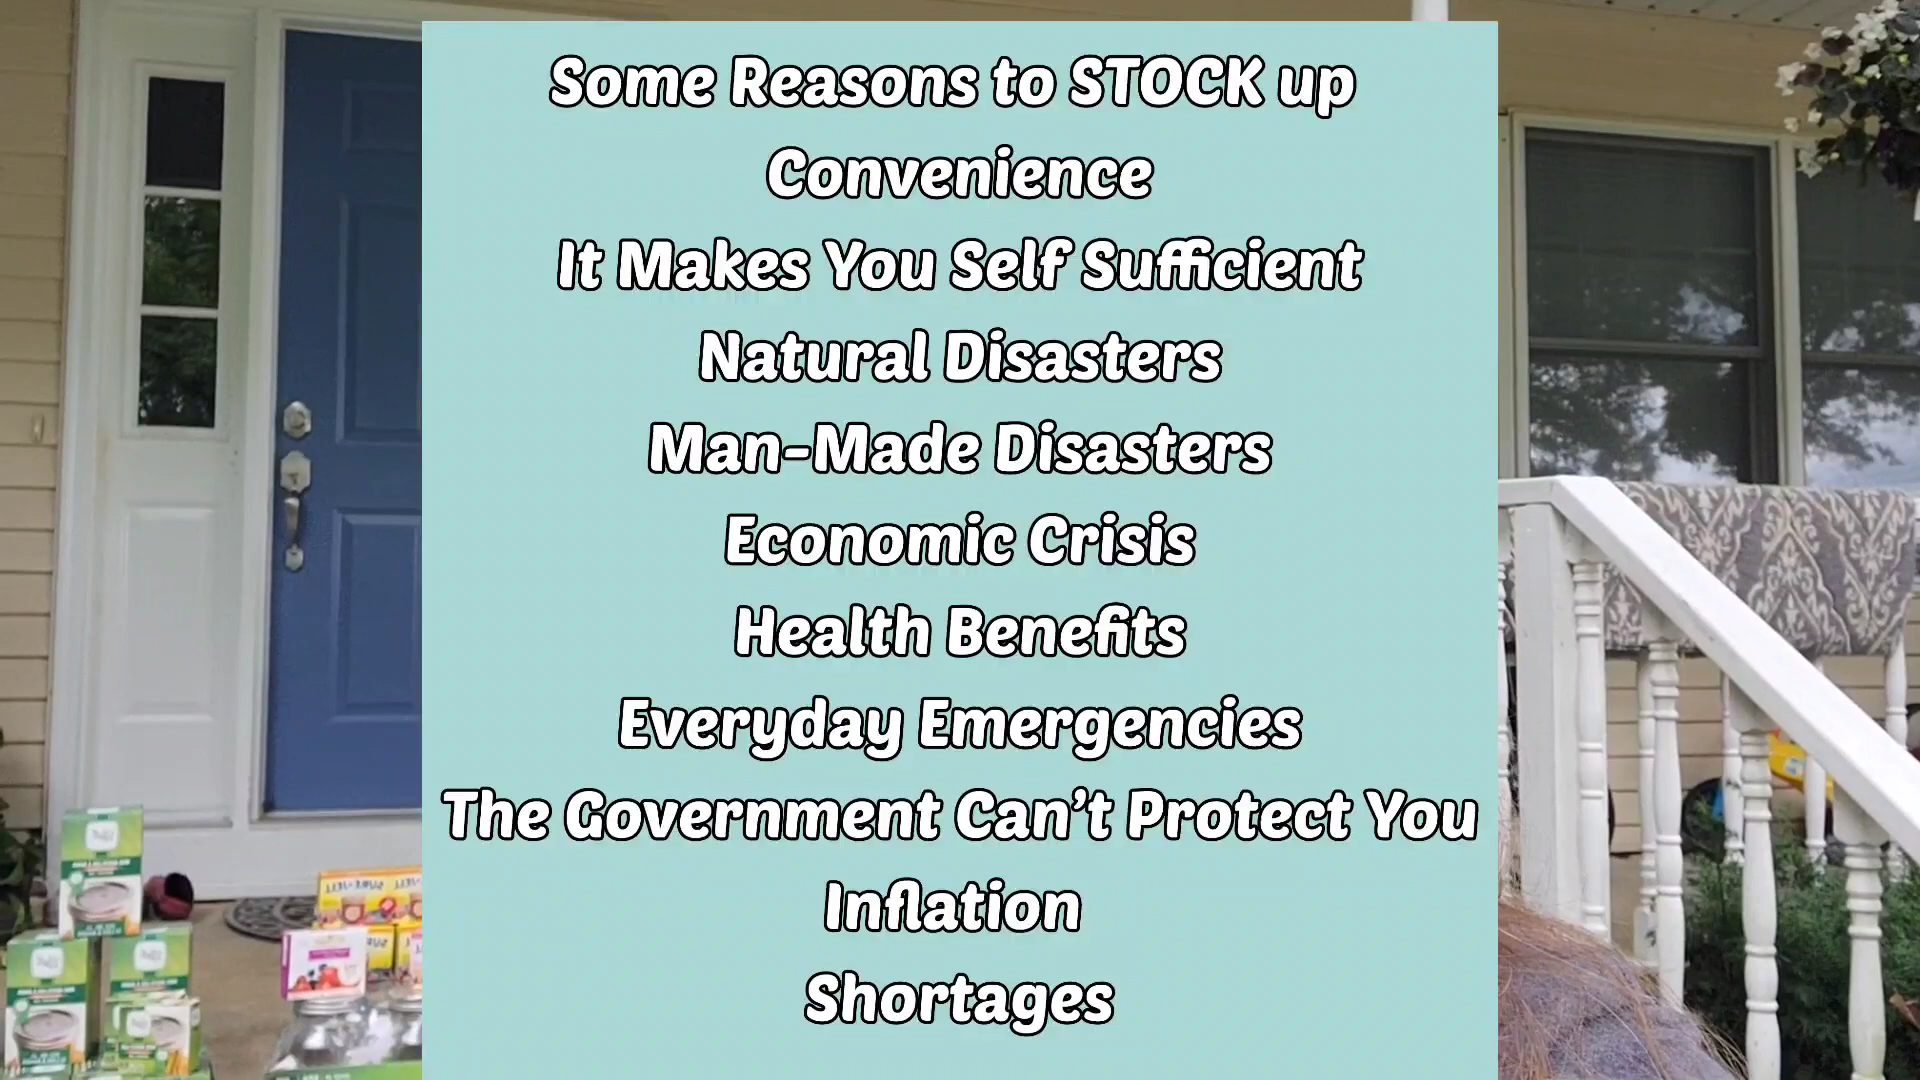 Some Reasons to STOCK up
Convenience
It Makes You Self Sufficient
Natural Disasters
Man-Made Disasters
Economic Crisis
Health Benefits
Everyday Emergencies
The Government Can't Protect You
Inflation
Shortages